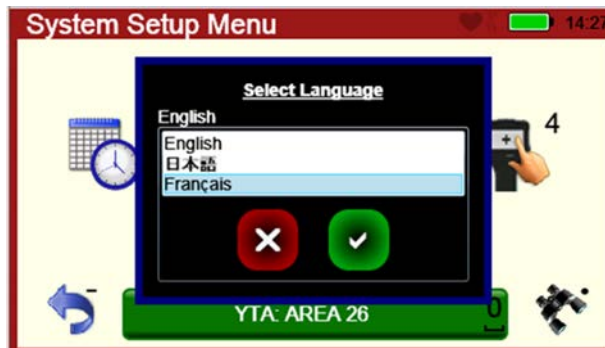 System Setup Menu
14:27
Select Language
English
English
日本語
Français
4
-
YTA: AREA 26
0